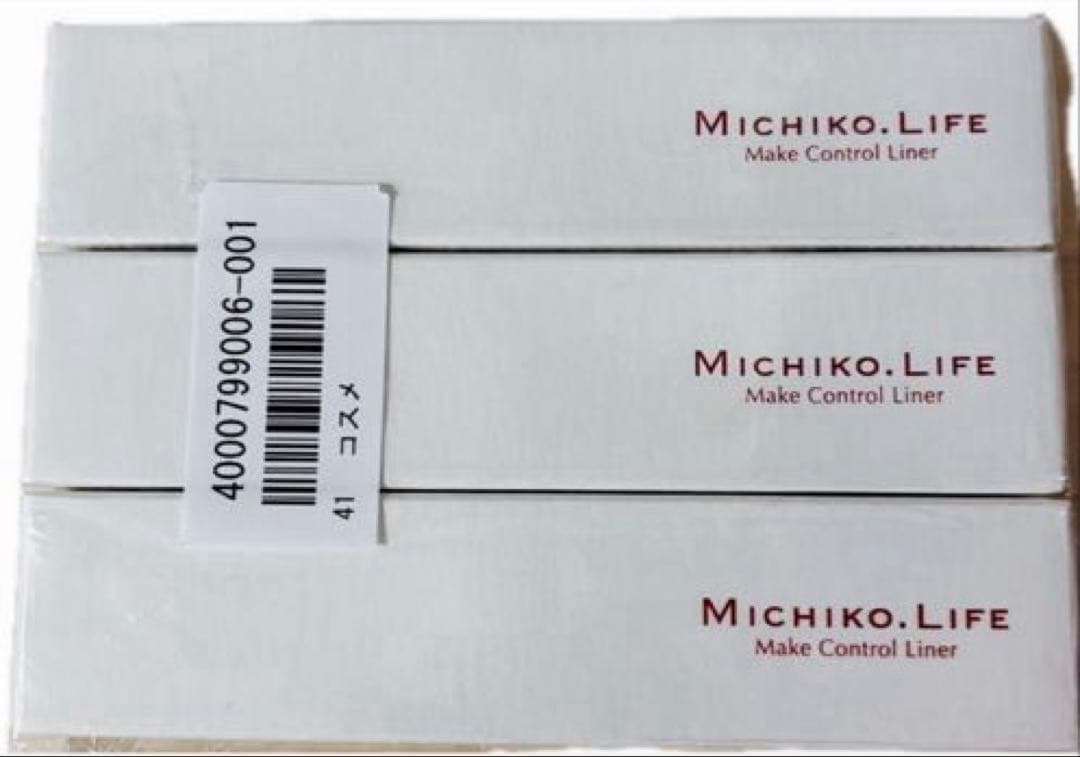 MICHIKO.LIFE
Make Control Liner
4000799006-001
41 コスメ
MICHIKO.LIFE
Make Control Liner
MICHIKO.LIFE
Make Control Liner